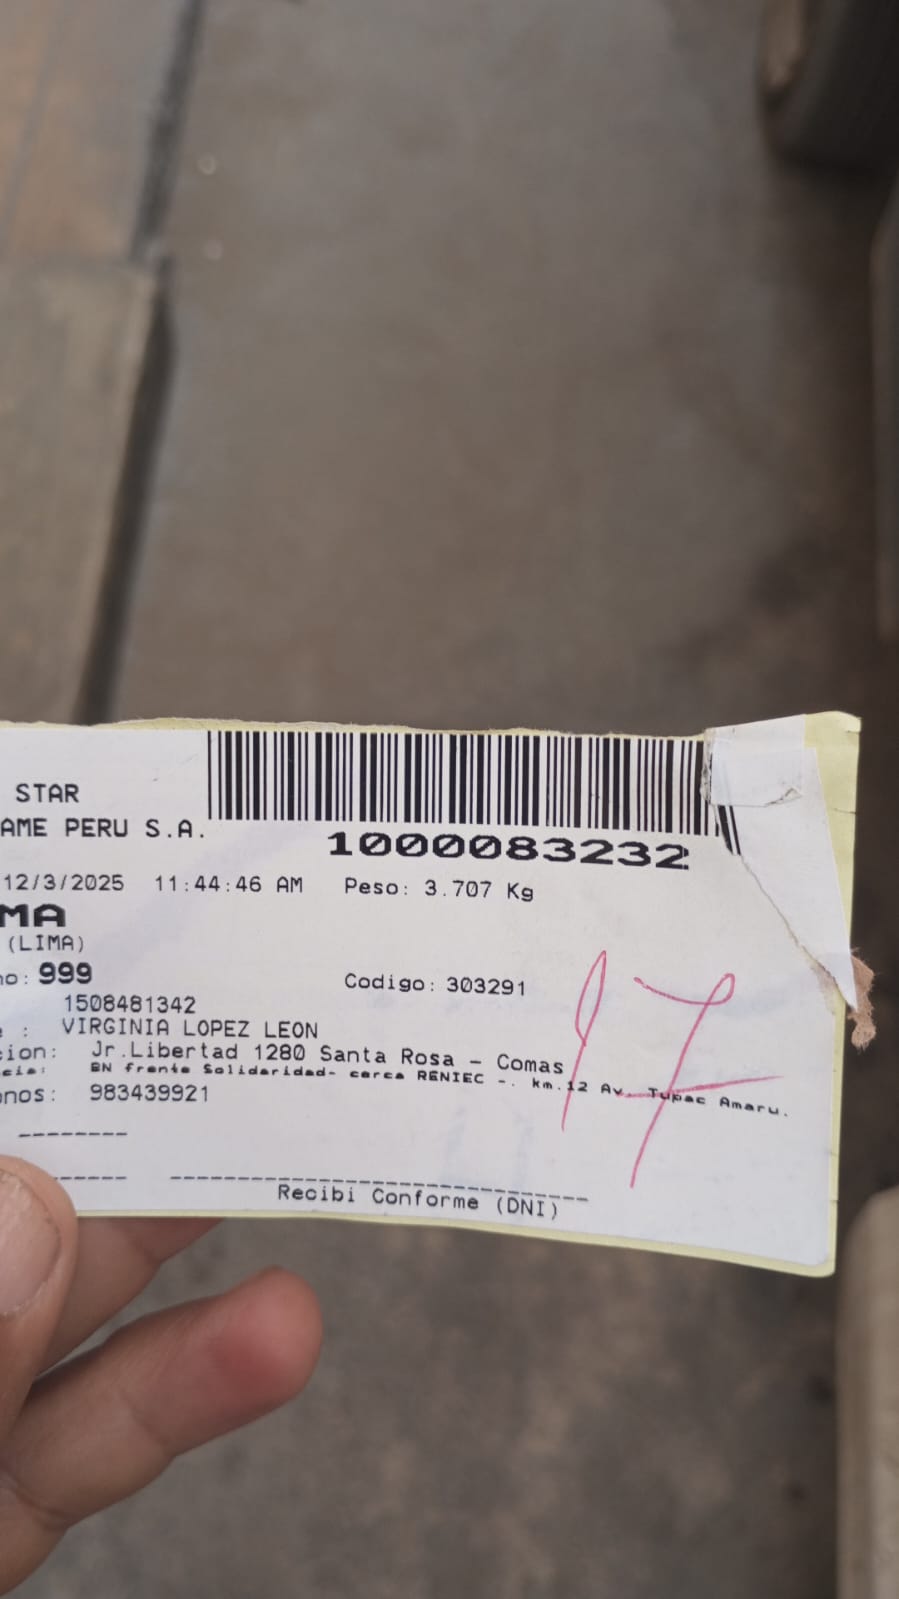 STAR
AME PERU S.A.
1000083232
12/3/2025 11:44:46 AM Peso: 3.707 Kg
MA
(LIMA)
no: 999 Codigo: 303291
1508481342
e : VIRGINIA LOPEZ LEON
cion: Jr.Libertad 1280 Santa Rosa - Comas
cia: BN frente Solidaridad- cerca RENIEC -. km.12 Av. Tupac Amaru.
onos: 983439921
17
Recibi Conforme (DNI)